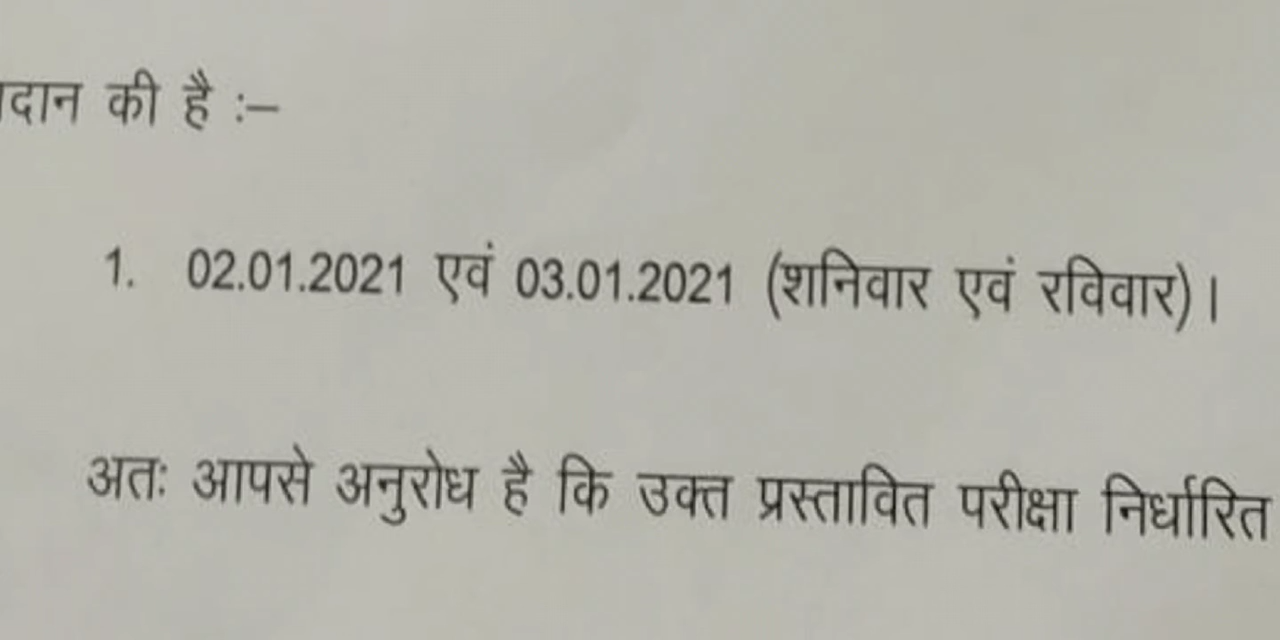 दान की है :–
1. 02.01.2021 एवं 03.01.2021 (शनिवार एवं रविवार)।
अतः आपसे अनुरोध है कि उक्त प्रस्तावित परीक्षा निर्धारित